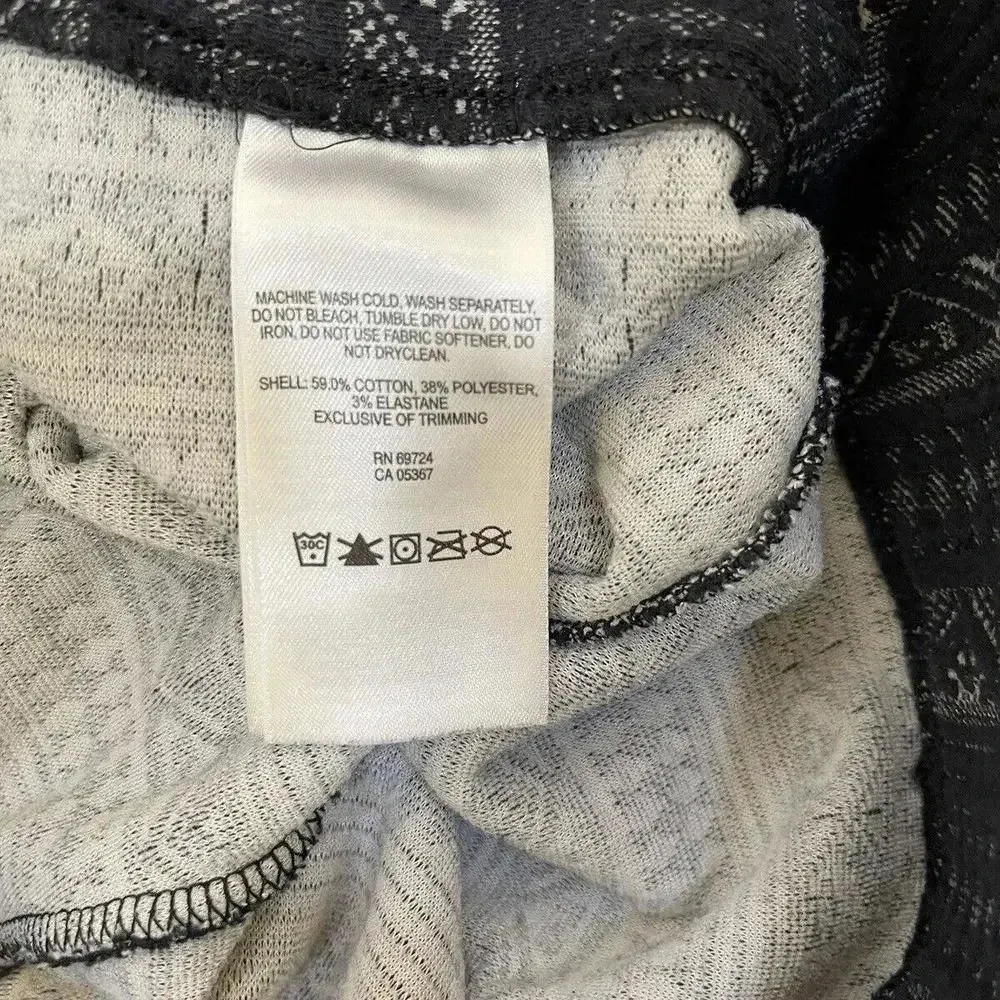 MACHINE WASH COLD, WASH SEPARATELY,
DO NOT BLEACH, TUMBLE DRY LOW, DO NOT
IRON, DO NOT USE FABRIC SOFTENER, DO
NOT DRYCLEAN.
SHELL: 59.0% COTTON, 38% POLYESTER,
3% ELASTANE
EXCLUSIVE OF TRIMMING
RN 69724
CA 05367
30C